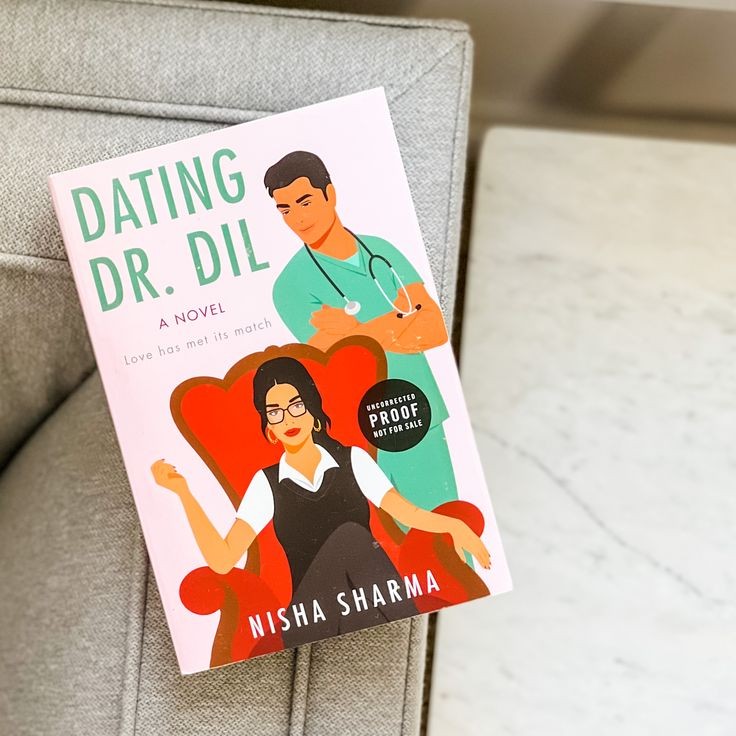 DATING
DR. DIL
A NOVEL
Love has met its match
UNCORRECTED
PROOF
NOT FOR SALE
NISHA SHARMA